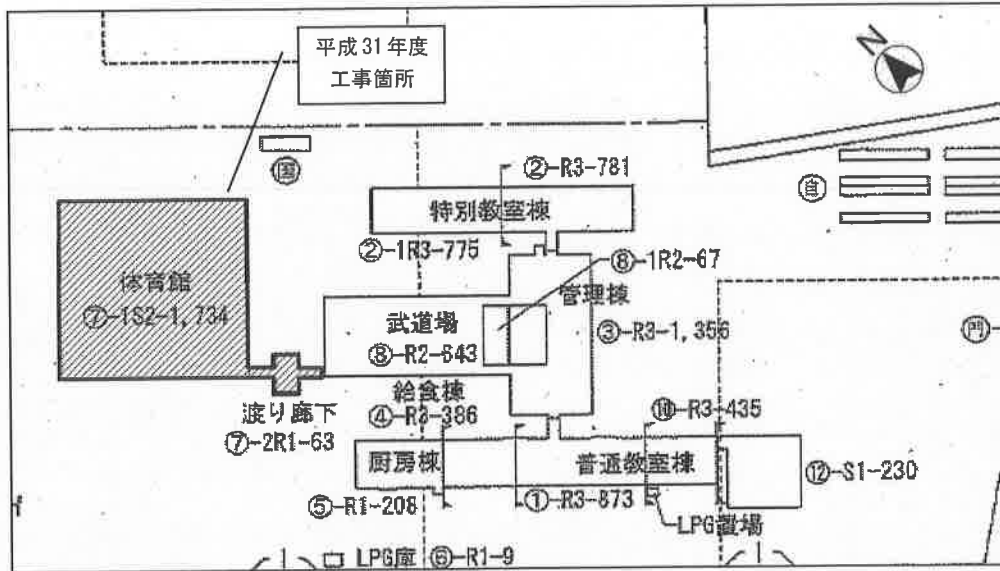 平成31年度
工事箇所
N
②-R3-781
特別教室棟
②-1R3-775
⑧-1R2-67
管理棟
体育館
⑦-1S2-1,734
武道場
⑧-R2-643
③-R3-1,356
自
門
給食棟
④-R3-386
渡り廊下
⑦-2R1-63
⑩-R3-435
厨房棟
普通教室棟
⑫-S1-230
⑤-R1-208
①-R3-873
LPG置場
LPG庫 ⑥-R1-9